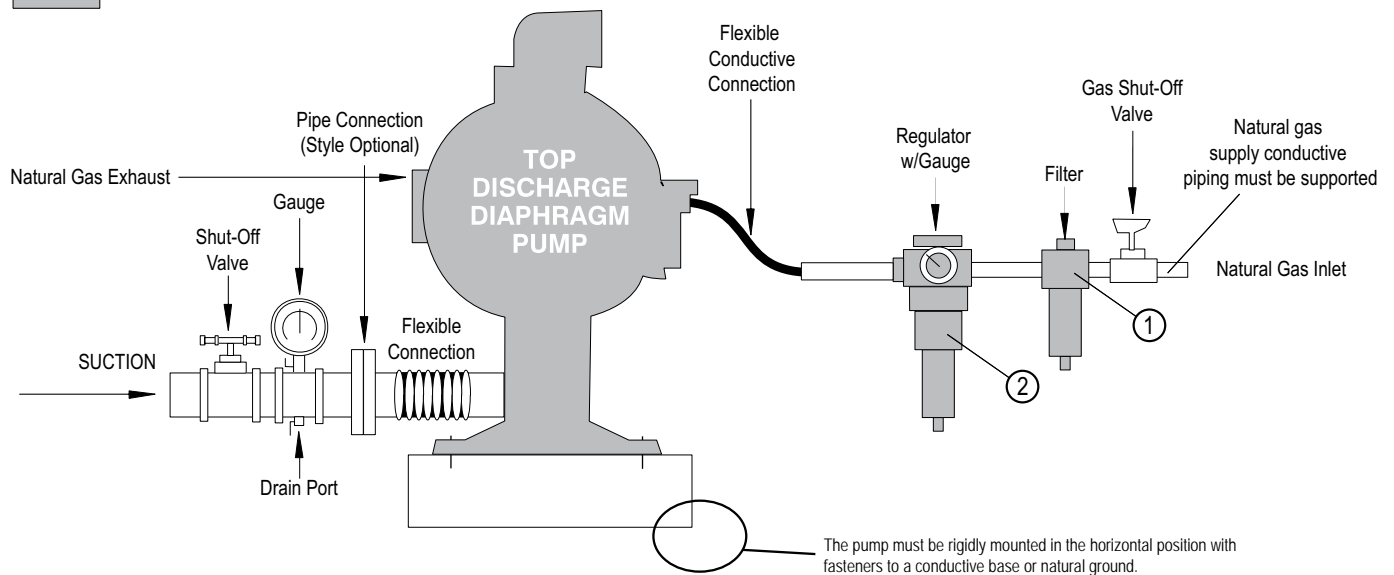 Flexible
Conductive
Connection
Gas Shut-Off
Valve
Natural gas
supply conductive
piping must be supported
Pipe Connection
(Style Optional)
Regulator
w/Gauge
Filter
Natural Gas Exhaust
TOP
DISCHARGE
DIAPHRAGM
PUMP
Gauge
Shut-Off
Valve
Natural Gas Inlet
1
Flexible
Connection
SUCTION
2
Drain Port
The pump must be rigidly mounted in the horizontal position with
fasteners to a conductive base or natural ground.